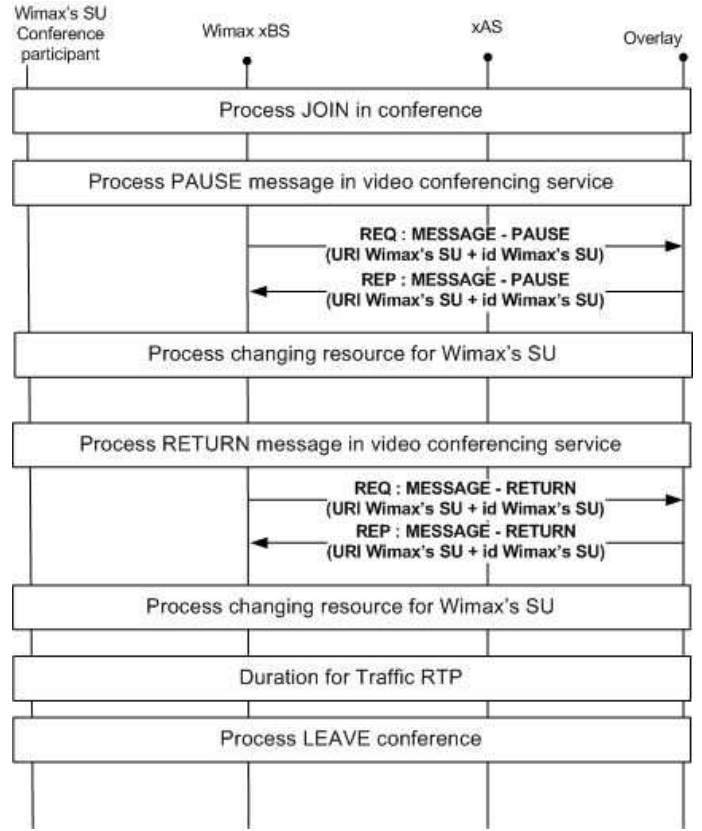 Wimax's SU
Conference
participant
Wimax xBS
xAS
Overlay
Process JOIN in conference
Process PAUSE message in video conferencing service
REQ : MESSAGE - PAUSE
(URI Wimax's SU + id Wimax's SU)
REP : MESSAGE - PAUSE
(URI Wimax's SU + id Wimax's SU)
Process changing resource for Wimax's SU
Process RETURN message in video conferencing service
REQ : MESSAGE - RETURN
(URI Wimax's SU + id Wimax's SU)
REP : MESSAGE - RETURN
(URI Wimax's SU + id Wimax's SU)
Process changing resource for Wimax's SU
Duration for Traffic RTP
Process LEAVE conference